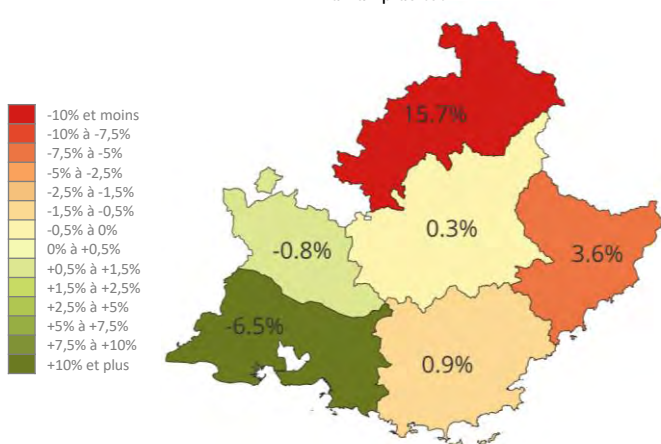 -10% et moins
-10% à -7,5%
-7,5% à -5%
-5% à -2,5%
-2,5% à -1,5%
-1,5% à -0,5%
-0,5% à 0%
0% à +0,5%
+0,5% à +1,5%
+1,5% à +2,5%
+2,5% à +5%
+5% à +7,5%
+7,5% à +10%
+10% et plus
15.7%
0.3%
3.6%
-0.8%
-6.5%
0.9%